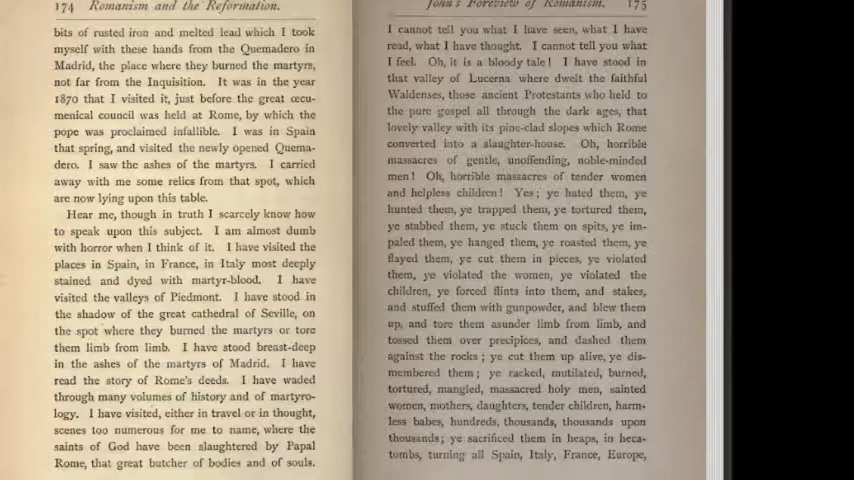 174 Romanism and the Reformation.
bits of rusted iron and melted lead which I took
myself with these hands from the Quemadero in
Madrid, the place where they burned the martyrs,
not far from the Inquisition. It was in the year
1870 that I visited it, just before the great œcu-
menical council was held at Rome, by which the
pope was proclaimed infallible. I was in Spain
that spring, and visited the newly opened Quema-
dero. I saw the ashes of the martyrs. I carried
away with me some relics from that spot, which
are now lying upon this table.
Hear me, though in truth I scarcely know how
to speak upon this subject. I am almost dumb
with horror when I think of it. I have visited the
places in Spain, in France, in Italy most deeply
stained and dyed with martyr-blood. I have
visited the valleys of Piedmont. I have stood in
the shadow of the great cathedral of Seville, on
the spot where they burned the martyrs or tore
them limb from limb. I have stood breast-deep
in the ashes of the martyrs of Madrid. I have
read the story of Rome's deeds. I have waded
through many volumes of history and of martyro-
logy. I have visited, either in travel or in thought,
scenes too numerous for me to name, where the
saints of God have been slaughtered by Papal
Rome, that great butcher of bodies and of souls.
John's Foreview of Romanism. 175
I cannot tell you what I have seen, what I have
read, what I have thought. I cannot tell you what
I feel. Oh, it is a bloody tale! I have stood in
that valley of Lucerna where dwelt the faithful
Waldenses, those ancient Protestants who held to
the pure gospel all through the dark ages, that
lovely valley with its pine-clad slopes which Rome
converted into a slaughter-house. Oh, horrible
massacres of gentle, unoffending, noble-minded
men! Oh, horrible massacres of tender women
and helpless children! Yes; ye hated them, ye
hunted them, ye trapped them, ye tortured them,
ye stabbed them, ye stuck them on spits, ye im-
paled them, ye hanged them, ye roasted them, ye
flayed them, ye cut them in pieces, ye violated
them, ye violated the women, ye violated the
children, ye forced flints into them, and stakes,
and stuffed them with gunpowder, and blew them
up, and tore them asunder limb from limb, and
tossed them over precipices, and dashed them
against the rocks; ye cut them up alive, ye dis-
membered them; ye racked, mutilated, burned,
tortured, mangled, massacred holy men, sainted
women, mothers, daughters, tender children, harm-
less babes, hundreds, thousands, thousands upon
thousands; ye sacrificed them in heaps, in heca-
tombs, turning all Spain, Italy, France, Europe,